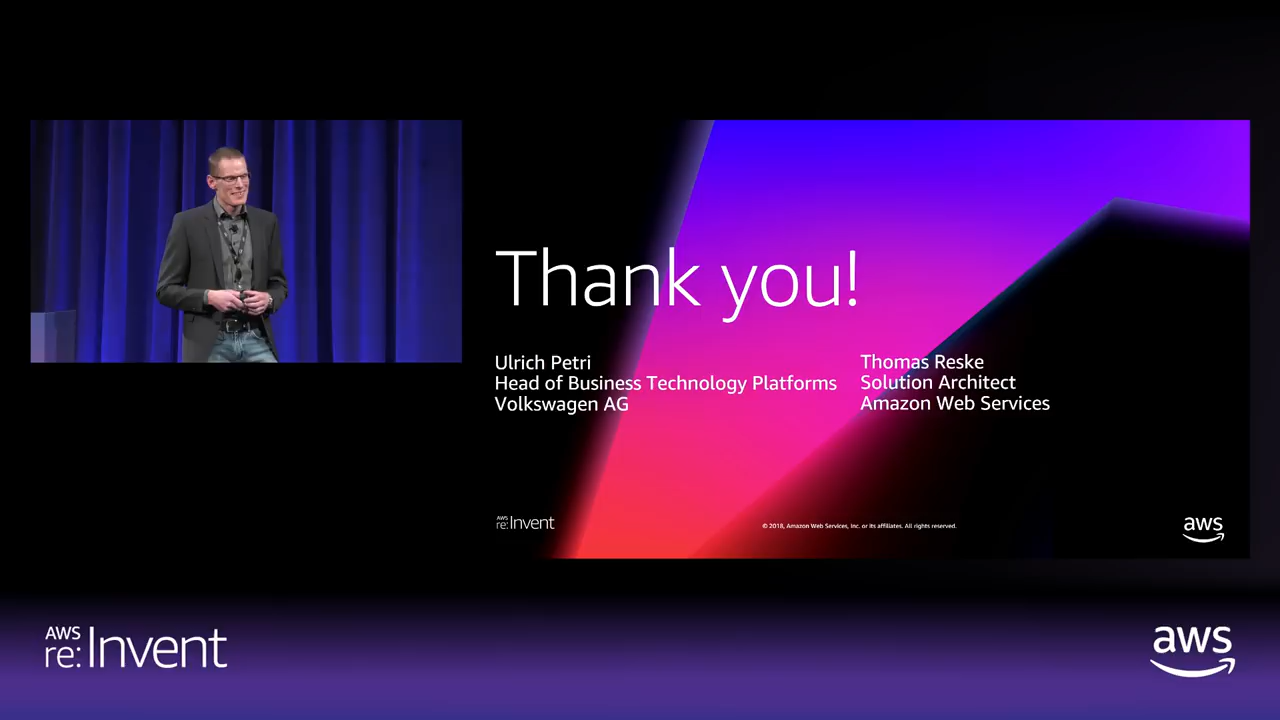 Thank you!
Ulrich Petri
Head of Business Technology Platforms
Volkswagen AG
Thomas Reske
Solution Architect
Amazon Web Services
AWS
re:Invent
© 2018, Amazon Web Services, Inc. or its affiliates. All rights reserved.
aws
AWS
re:Invent
aws